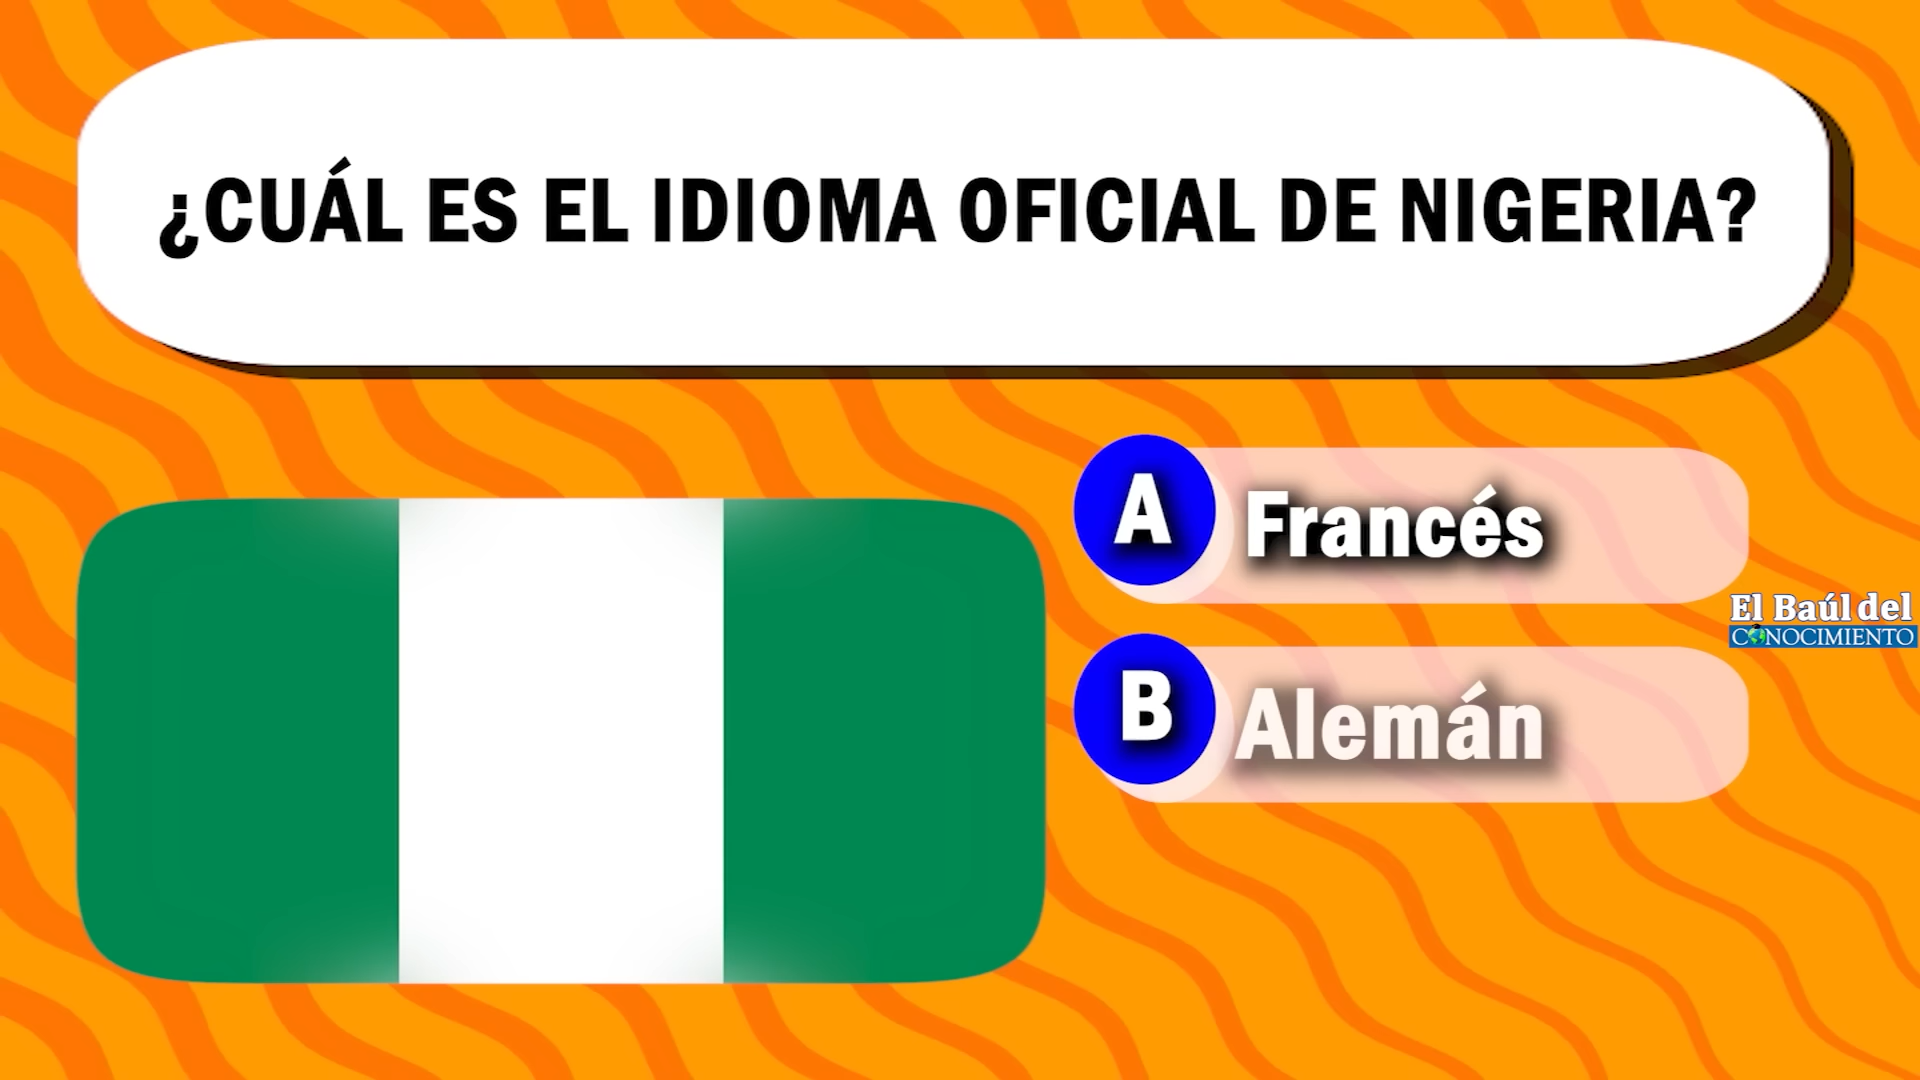 ¿CUÁL ES EL IDIOMA OFICIAL DE NIGERIA?
A Francés
B Alemán
El Baúl del
CONOCIMIENTO